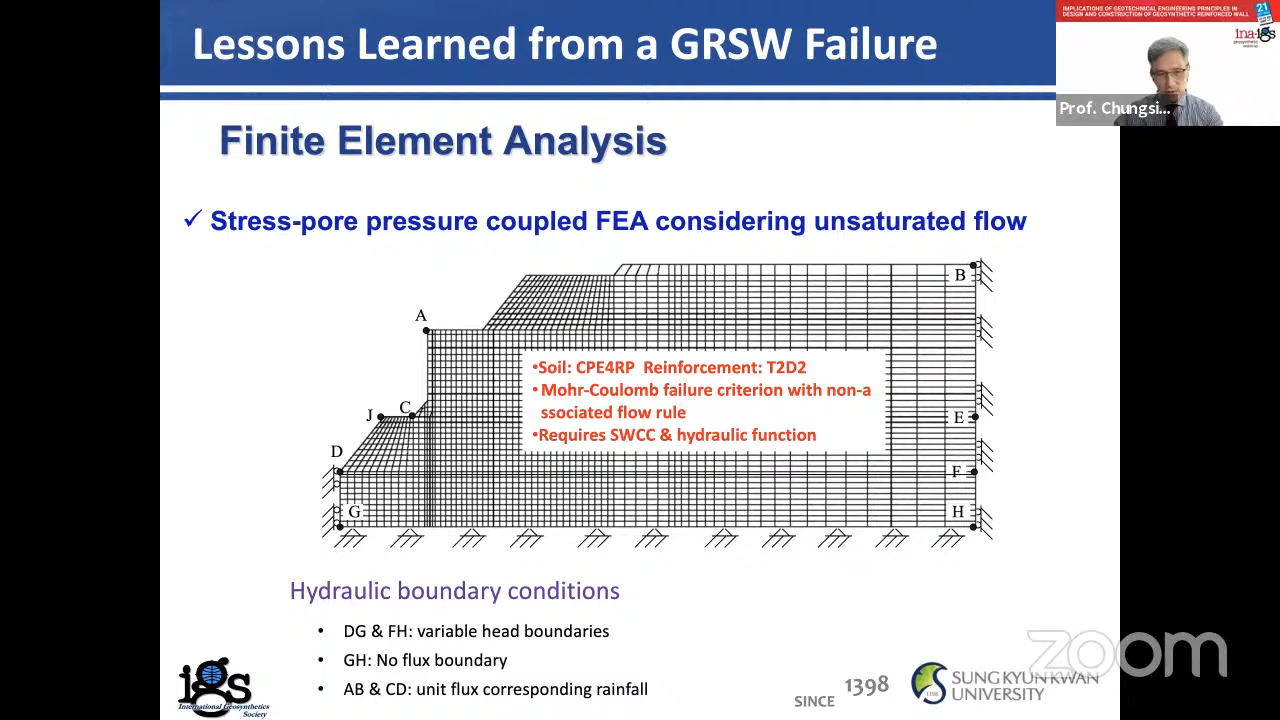 Lessons Learned from a GRSW Failure
IMPLICATIONS OF GEOTECHNICAL ENGINEERING PRINCIPLES IN
DESIGN AND CONSTRUCTION OF GEOSYNTHETIC REINFORCED WALL
21
ina-igs
Prof. Chungsi...
Finite Element Analysis
✓ Stress-pore pressure coupled FEA considering unsaturated flow
B
A
•Soil: CPE4RP Reinforcement: T2D2
•Mohr-Coulomb failure criterion with non-a
ssociated flow rule
•Requires SWCC & hydraulic function
J
C
E
D
F
G
H
Hydraulic boundary conditions
• DG & FH: variable head boundaries
• GH: No flux boundary
• AB & CD: unit flux corresponding rainfall
zoom
igs
International Geosynthetics
Society
SINCE 1398
1398
SUNG KYUN KWAN
UNIVERSITY